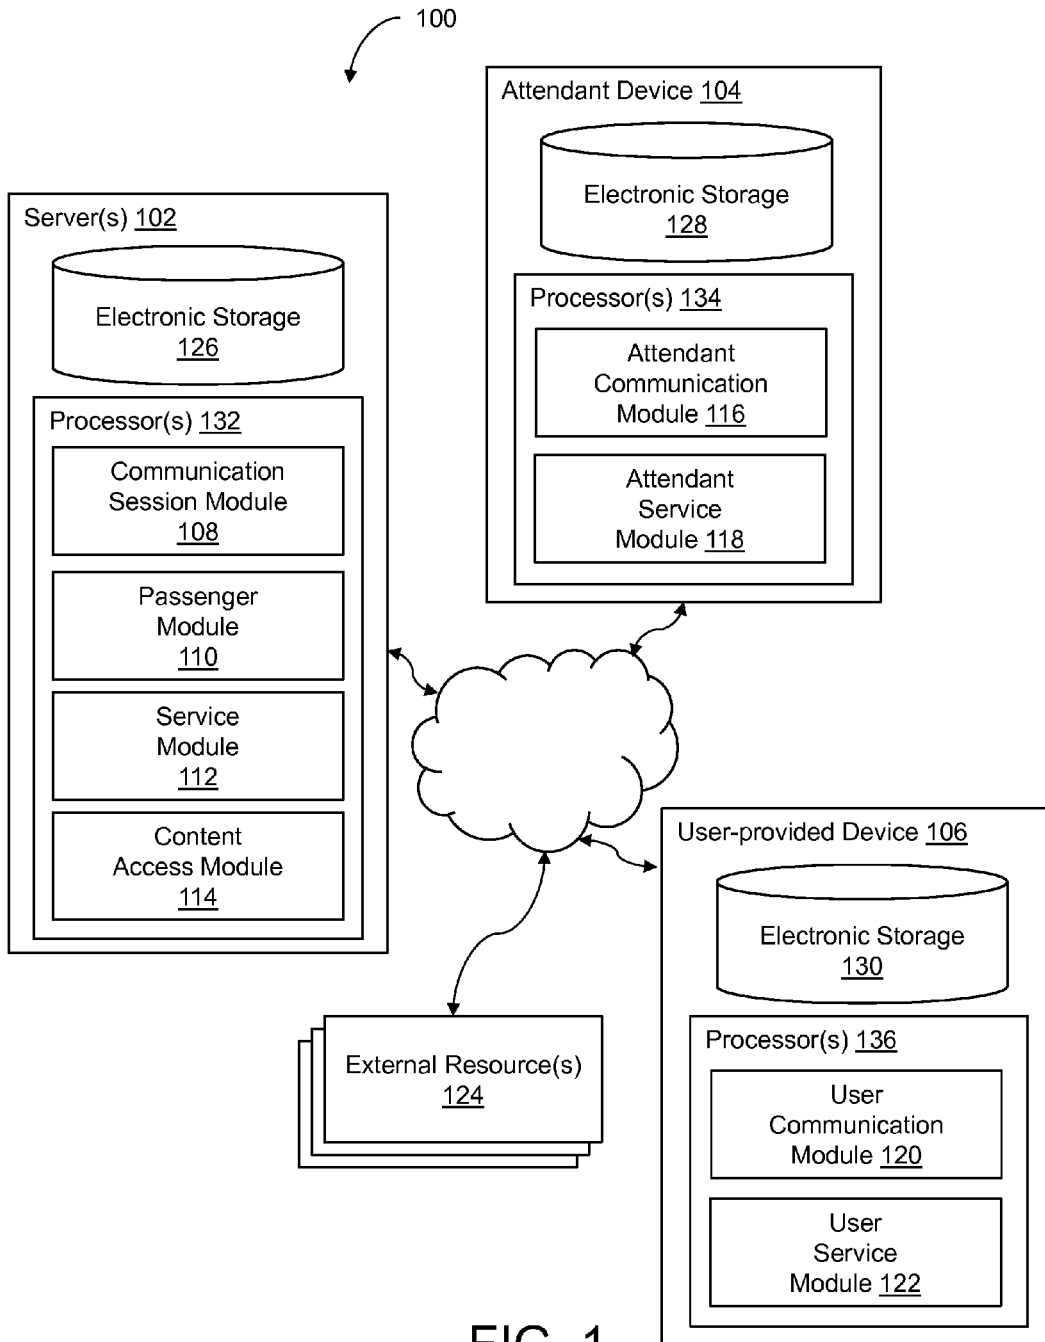 100
Attendant Device 104
Electronic Storage
128
Processor(s) 134
Attendant
Communication
Module 116
Attendant
Service
Module 118
Server(s) 102
Electronic Storage
126
Processor(s) 132
Communication
Session Module
108
Passenger
Module
110
Service
Module
112
Content
Access Module
114
User-provided Device 106
Electronic Storage
130
Processor(s) 136
User
Communication
Module 120
User
Service
Module 122
External Resource(s)
124
FIG. 1